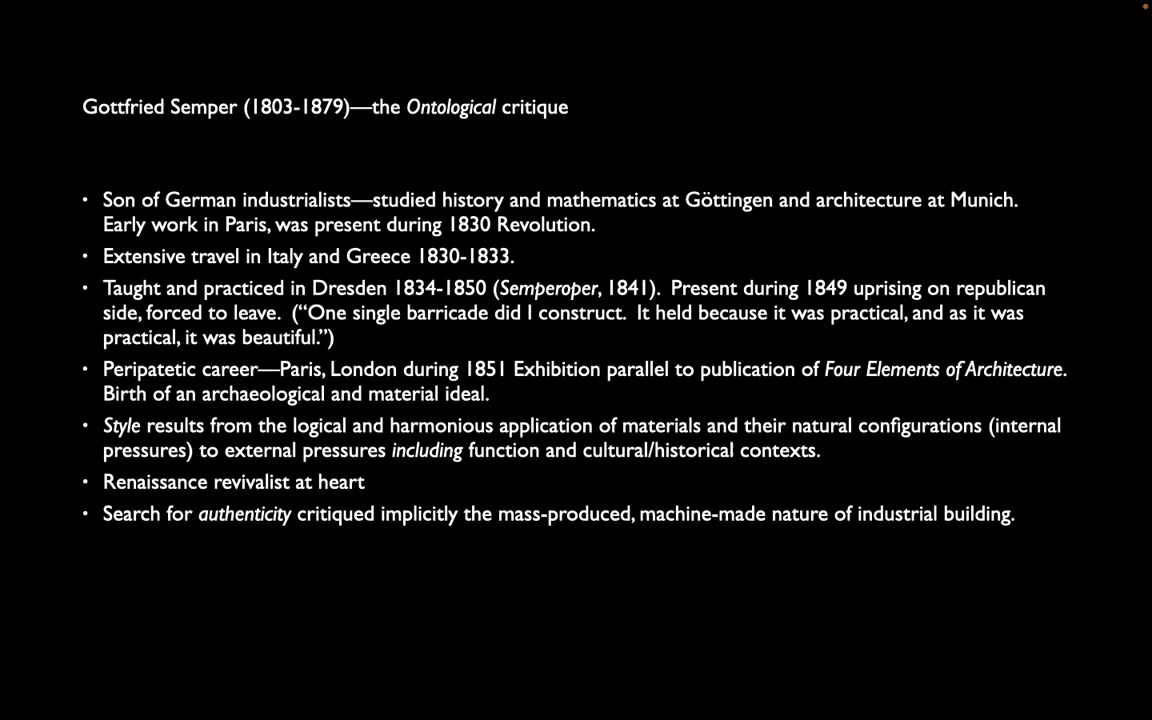 Gottfried Semper (1803-1879)—the Ontological critique
• Son of German industrialists—studied history and mathematics at Göttingen and architecture at Munich.
Early work in Paris, was present during 1830 Revolution.
• Extensive travel in Italy and Greece 1830-1833.
• Taught and practiced in Dresden 1834-1850 (Semperoper, 1841).  Present during 1849 uprising on republican
side, forced to leave.  (“One single barricade did I construct.  It held because it was practical, and as it was
practical, it was beautiful.”)
• Peripatetic career—Paris, London during 1851 Exhibition parallel to publication of Four Elements of Architecture.
Birth of an archaeological and material ideal.
• Style results from the logical and harmonious application of materials and their natural configurations (internal
pressures) to external pressures including function and cultural/historical contexts.
• Renaissance revivalist at heart
• Search for authenticity critiqued implicitly the mass-produced, machine-made nature of industrial building.